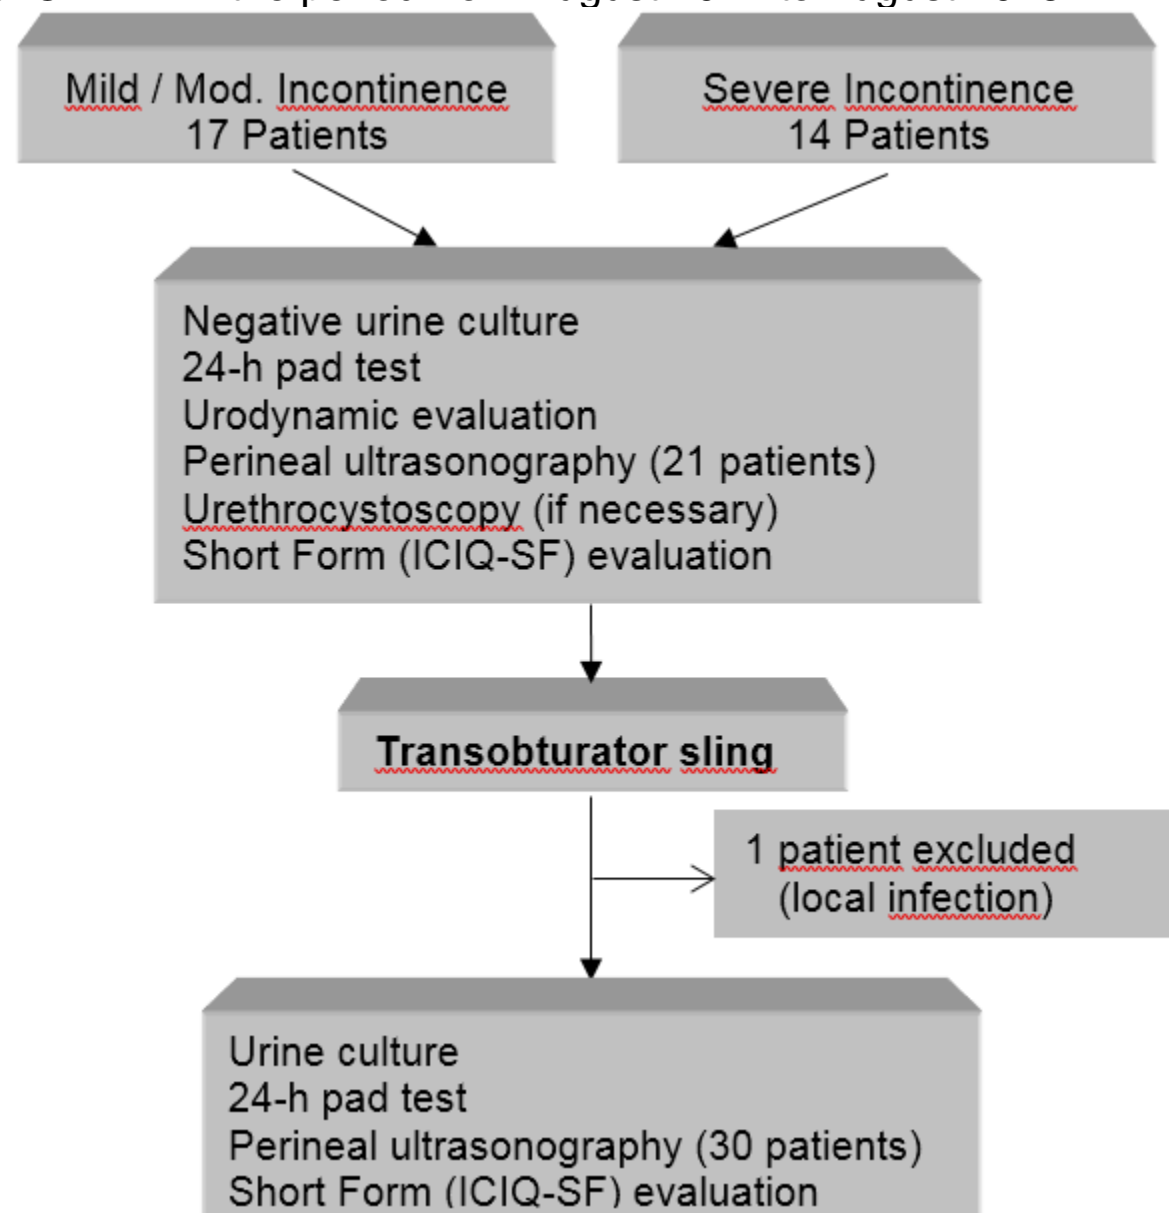 Mild / Mod. Incontinence
17 Patients
Severe Incontinence
14 Patients
Negative urine culture
24-h pad test
Urodynamic evaluation
Perineal ultrasonography (21 patients)
Urethrocystoscopy (if necessary)
Short Form (ICIQ-SF) evaluation
Transobturator sling
1 patient excluded
(local infection)
Urine culture
24-h pad test
Perineal ultrasonography (30 patients)
Short Form (ICIQ-SF) evaluation